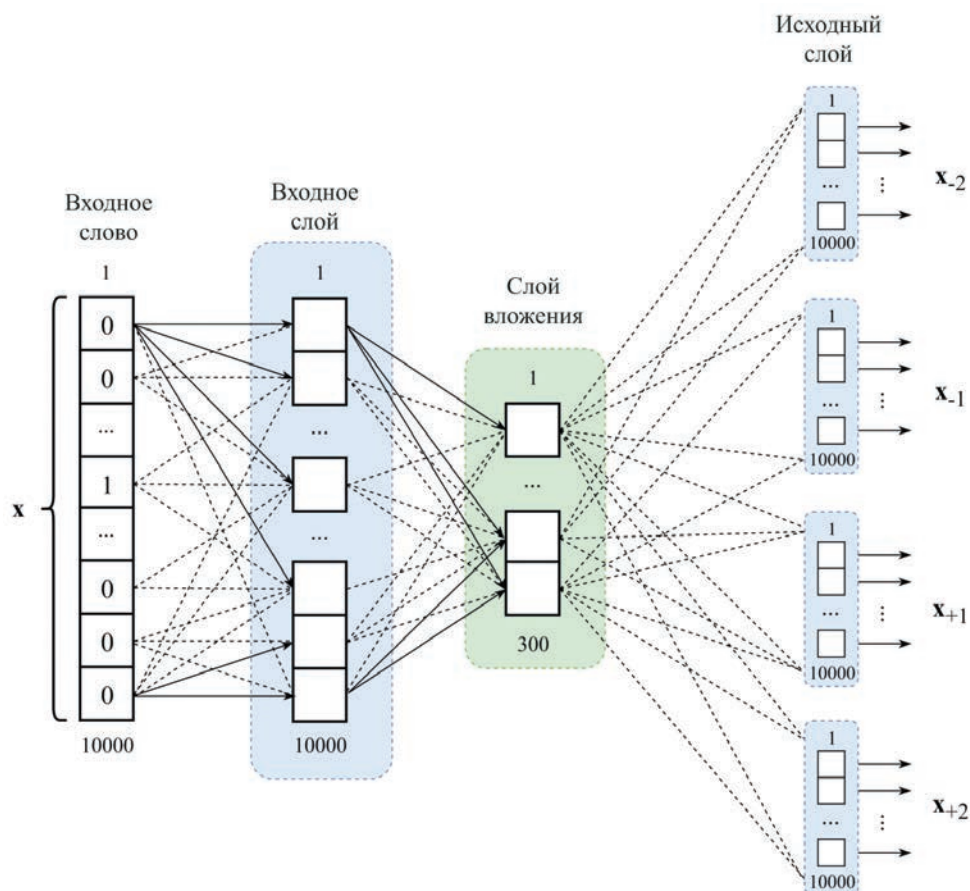 Входное
слово
1
0
0
...
1
...
0
0
0
10000
x
Входное
слой
1
...
...
10000
Слой
вложения
1
...
300
Исходный
слой
1
...
10000
⋮
x-2
1
...
10000
⋮
x-1
1
...
10000
⋮
x+1
1
...
10000
⋮
x+2